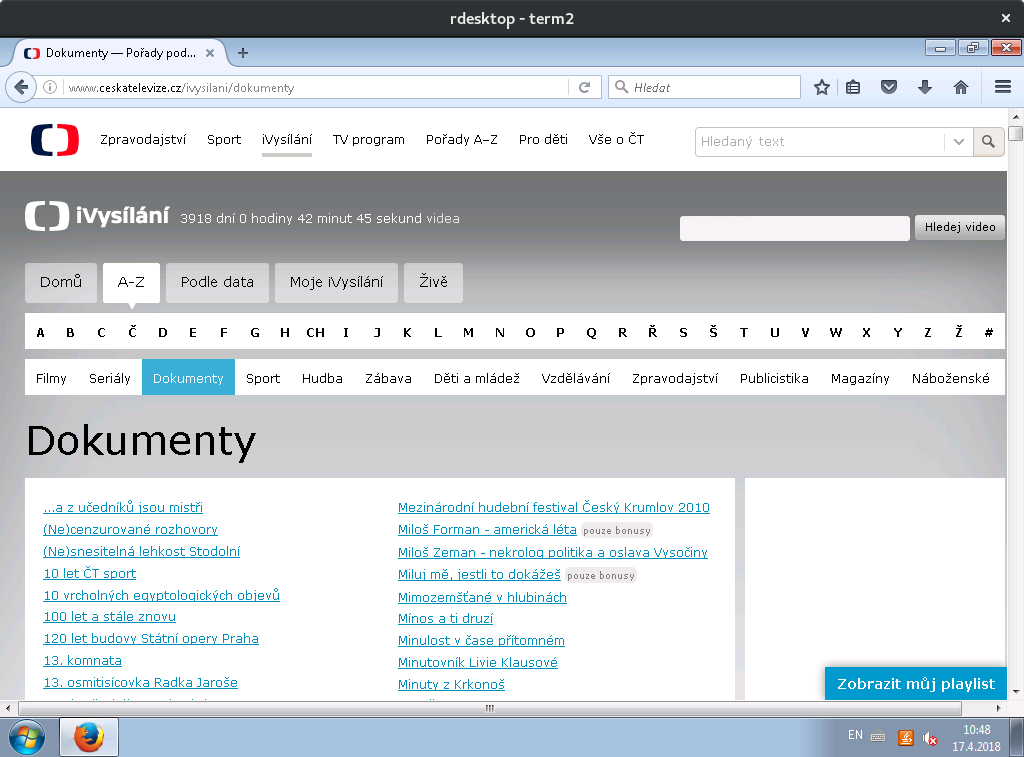 rdesktop - term2
Dokumenty — Pořady pod...
www.ceskatelevize.cz/ivysilani/dokumenty
Hledat
Zpravodajství Sport iVysílání TV program Pořady A–Z Pro děti Vše o ČT
Hledaný text
iVysílání 3918 dní 0 hodiny 42 minut 45 sekund videa
Hledej video
Domů A-Z Podle data Moje iVysílání Živě
A B C Č D E F G H CH I J K L M N O P Q R Ř S Š T U V W X Y Z Ž #
Filmy Seriály Dokumenty Sport Hudba Zábava Děti a mládež Vzdělávání Zpravodajství Publicistika Magazíny Náboženské
Dokumenty
...a z učedníků jsou mistři
(Ne)cenzurované rozhovory
(Ne)snesitelná lehkost Stodolní
10 let ČT sport
10 vrcholných egyptologických objevů
100 let a stále znovu
120 let budovy Státní opery Praha
13. komnata
13. osmitisícovka Radka Jaroše
Mezinárodní hudební festival Český Krumlov 2010
Miloš Forman - americká léta pouze bonusy
Miloš Zeman - nekrolog politika a oslava Vysočiny
Miluj mě, jestli to dokážeš pouze bonusy
Mimozemšťané v hlubinách
Mínos a ti druzí
Minulost v čase přítomném
Minutovník Livie Klausové
Minuty z Krkonoš
Zobrazit můj playlist
EN
10:48
17.4.2018